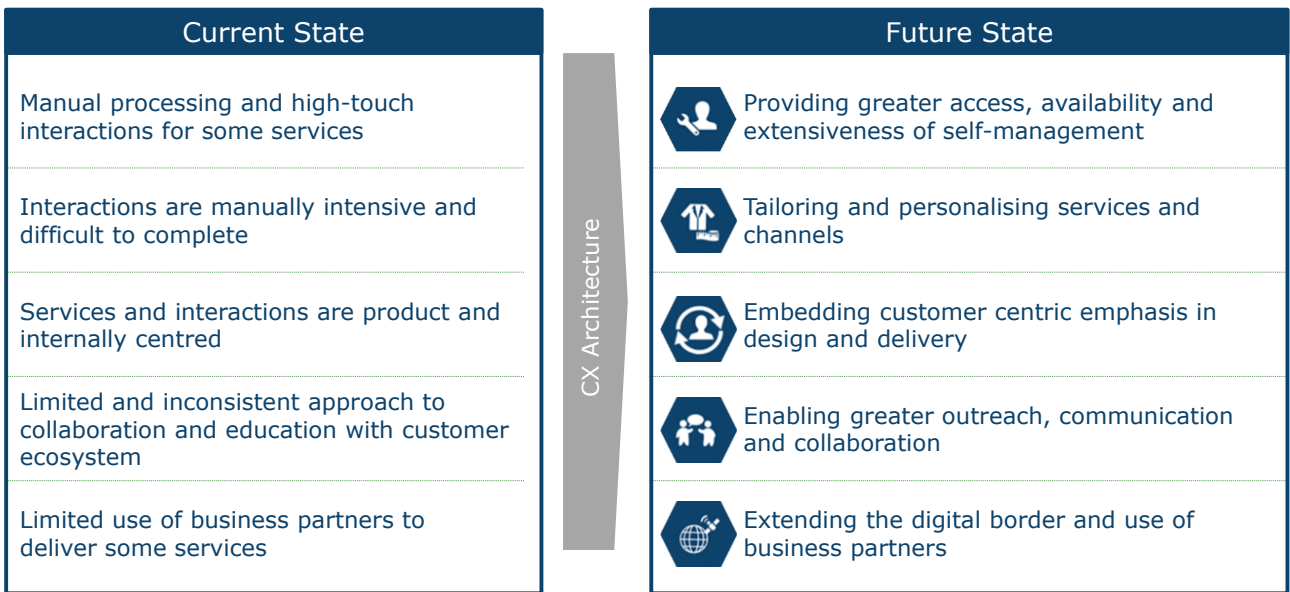 Current State
Manual processing and high-touch
interactions for some services
Interactions are manually intensive and
difficult to complete
Services and interactions are product and
internally centred
Limited and inconsistent approach to
collaboration and education with customer
ecosystem
Limited use of business partners to
deliver some services
CX Architecture
Future State
Providing greater access, availability and
extensiveness of self-management
Tailoring and personalising services and
channels
Embedding customer centric emphasis in
design and delivery
Enabling greater outreach, communication
and collaboration
Extending the digital border and use of
business partners